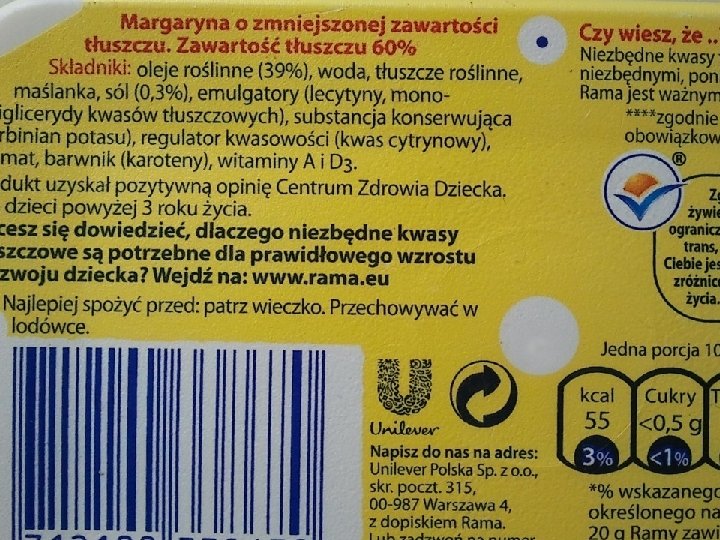 Margaryna o zmniejszonej zawartości
tłuszczu. Zawartość tłuszczu 60%
Składniki: oleje roślinne (39%), woda, tłuszcze roślinne,
maślanka, sól (0,3%), emulgatory (lecytyny, mono-
iglicerydy kwasów tłuszczowych), substancja konserwująca
rbinian potasu), regulator kwasowości (kwas cytrynowy),
mat, barwnik (karoteny), witaminy A i D3.
dukt uzyskał pozytywną opinię Centrum Zdrowia Dziecka.
dzieci powyżej 3 roku życia.
cesz się dowiedzieć, dlaczego niezbędne kwasy
szczowe są potrzebne dla prawidłowego wzrostu
zwoju dziecka? Wejdź na: www.rama.eu
Najlepiej spożyć przed: patrz wieczko. Przechowywać w
lodówce.
Unilever
Napisz do nas na adres:
Unilever Polska Sp. z o.o.,
skr. poczt. 315,
00-987 Warszawa 4,
z dopiskiem Rama.
Lub zadzwoń na numer
Czy wiesz, że ..
Niezbędne kwasy
niezbędnymi, pon
Rama jest ważnym
****zgodnie
obowiązkow
®
żywie
ogranicz
trans,
Ciebie jes
zróżnic
życia.
Jedna porcja 10
kcal
55
3%
Cukry
<0,5 g
<1%
*% wskazanego
określonego na
20 g Ramy zawi